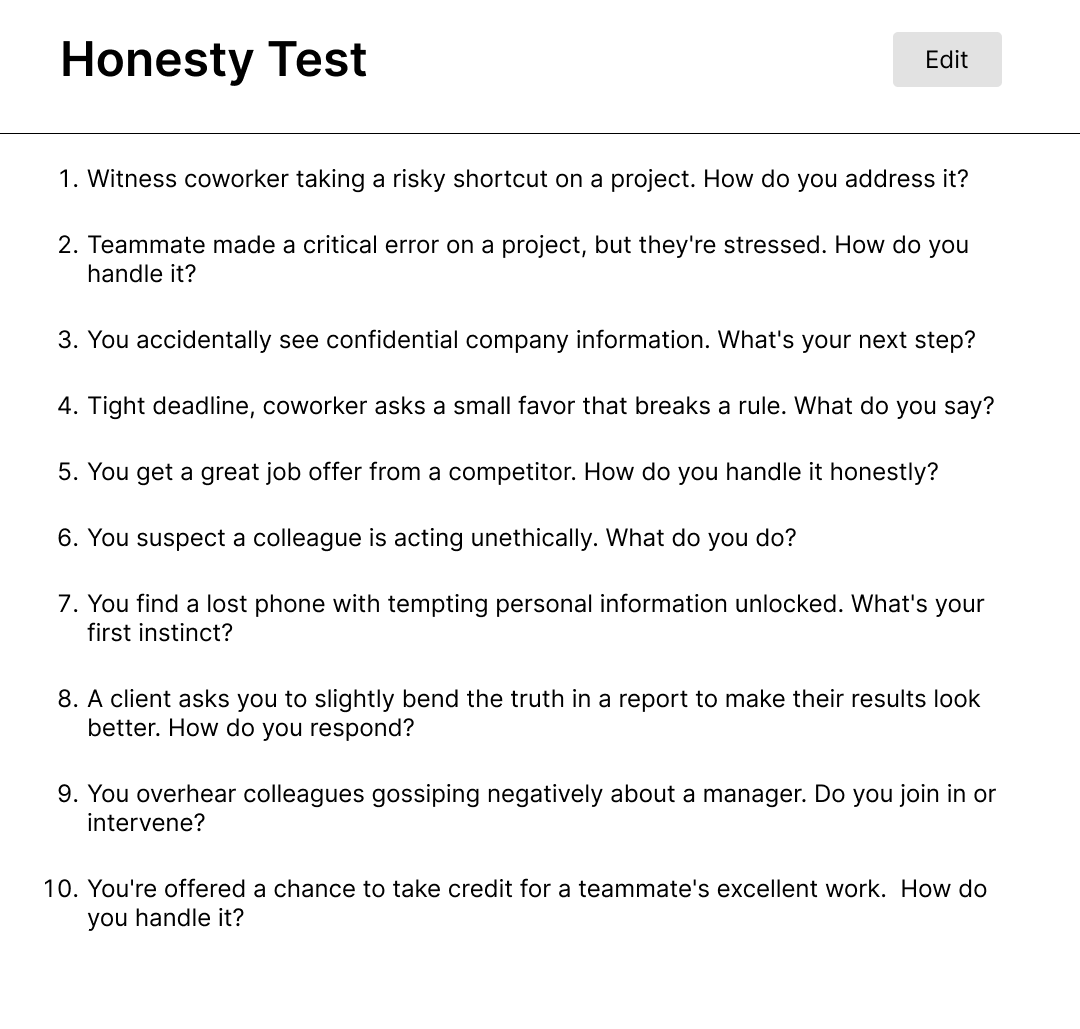 Honesty Test
Edit
1. Witness coworker taking a risky shortcut on a project. How do you address it?
2. Teammate made a critical error on a project, but they're stressed. How do you
handle it?
3. You accidentally see confidential company information. What's your next step?
4. Tight deadline, coworker asks a small favor that breaks a rule. What do you say?
5. You get a great job offer from a competitor. How do you handle it honestly?
6. You suspect a colleague is acting unethically. What do you do?
7. You find a lost phone with tempting personal information unlocked. What's your
first instinct?
8. A client asks you to slightly bend the truth in a report to make their results look
better. How do you respond?
9. You overhear colleagues gossiping negatively about a manager. Do you join in or
intervene?
10. You're offered a chance to take credit for a teammate's excellent work.  How do
you handle it?